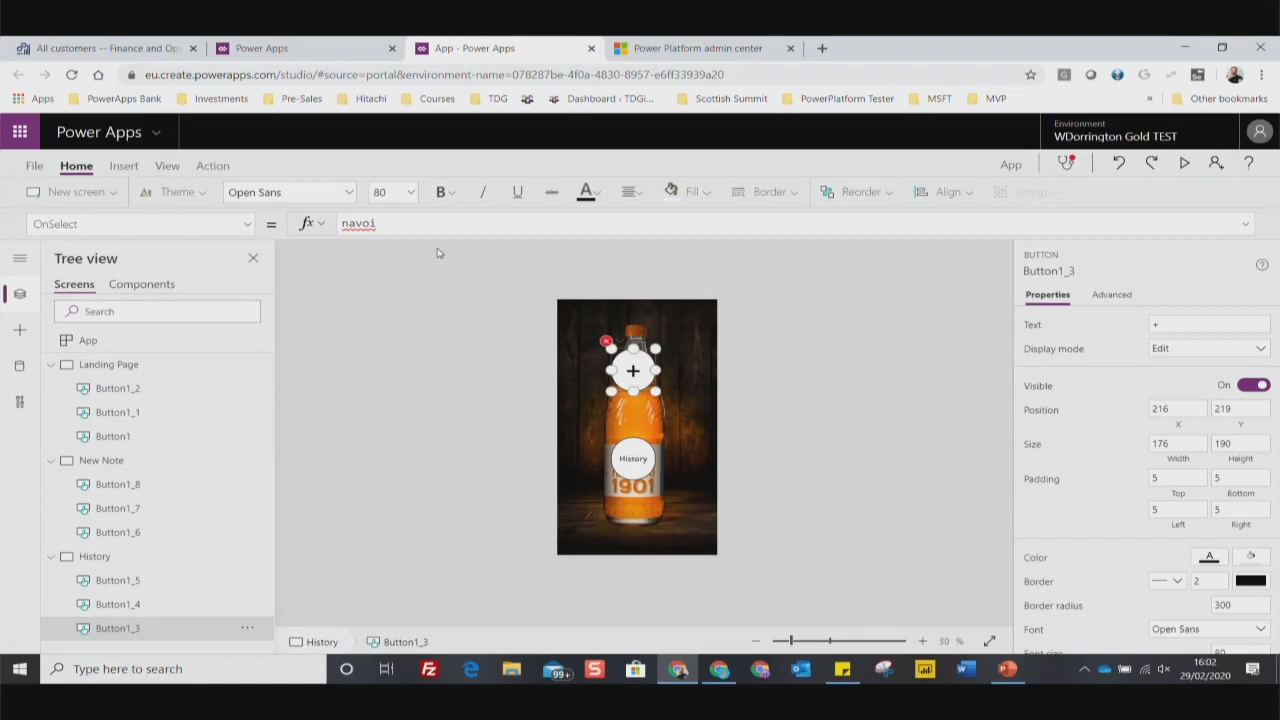 All customers -- Finance and Op
Power Apps
App - Power Apps
Power Platform admin center
eu.create.powerapps.com/studio/#source=portal&environment-name=078287be-4f0a-4830-8957-e6ff33939a20
Apps
PowerApps Bank
Investments
Pre-Sales
Hitachi
Courses
TDG
Dashboard ‹ TDGi...
Scottish Summit
PowerPlatform Tester
MSFT
MVP
»
Other bookmarks
Power Apps
Environment
WDorrington Gold TEST
File
Home
Insert
View
Action
App
New screen
Theme
Open Sans
80
B
/
U
abc
A
Fill
Border
Reorder
Align
Group
OnSelect
=
fx
navoi
Tree view
Screens
Components
Search
App
Landing Page
Button1_2
Button1_1
Button1
New Note
Button1_8
Button1_7
Button1_6
History
Button1_5
Button1_4
Button1_3
...
+
History
1901
History
Button1_3
30 %
BUTTON
Button1_3
Properties
Advanced
Text
+
Display mode
Edit
Visible
On
Position
216
219
X
Y
Size
176
190
Width
Height
Padding
5
5
Top
Bottom
5
5
Left
Right
Color
A
Border
2
Border radius
300
Font
Open Sans
Font size
80
Type here to search
99+
16:02
29/02/2020